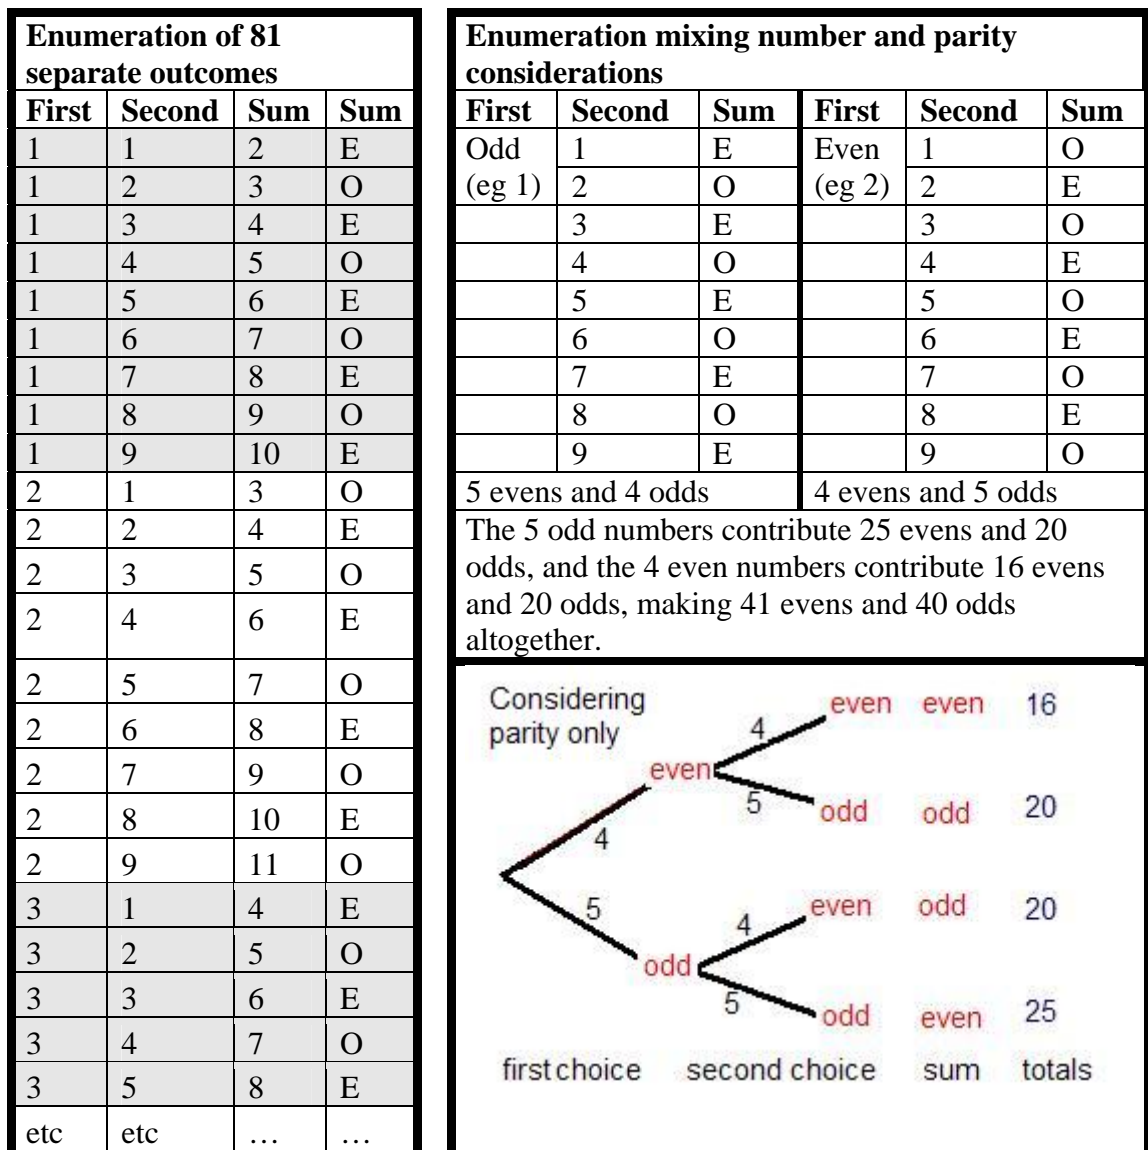 Enumeration of 81
separate outcomes
First Second Sum Sum
1 1 2 E
1 2 3 O
1 3 4 E
1 4 5 O
1 5 6 E
1 6 7 O
1 7 8 E
1 8 9 O
1 9 10 E
2 1 3 O
2 2 4 E
2 3 5 O
2 4 6 E
2 5 7 O
2 6 8 E
2 7 9 O
2 8 10 E
2 9 11 O
3 1 4 E
3 2 5 O
3 3 6 E
3 4 7 O
3 5 8 E
etc etc … …
Enumeration mixing number and parity
considerations
First Second Sum First Second Sum
Odd 1 E Even 1 O
(eg 1) 2 O (eg 2) 2 E
3 E 3 O
4 O 4 E
5 E 5 O
6 O 6 E
7 E 7 O
8 O 8 E
9 E 9 O
5 evens and 4 odds 4 evens and 5 odds
The 5 odd numbers contribute 25 evens and 20
odds, and the 4 even numbers contribute 16 evens
and 20 odds, making 41 evens and 40 odds
altogether.
Considering
parity only
4 even even 16
even
5 odd odd 20
4
5
4 even odd 20
odd
5 odd even 25
first choice second choice sum totals